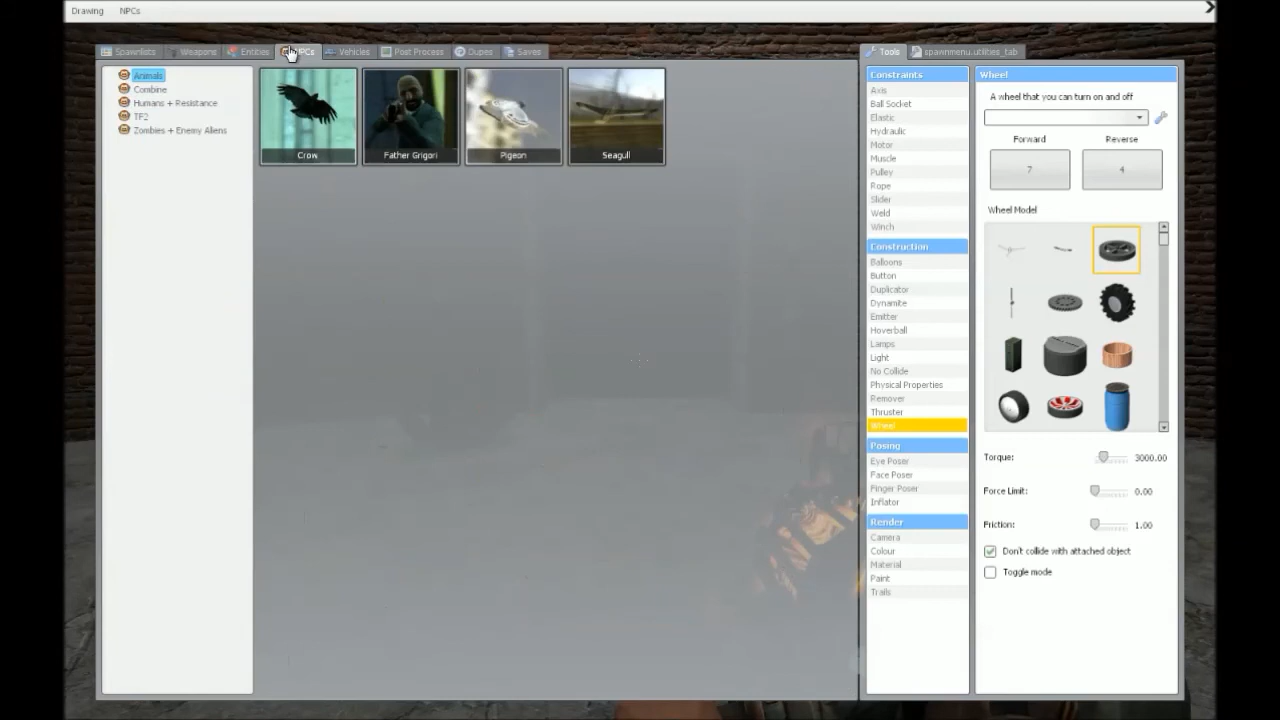 Drawing NPCs
Spawnlists Weapons Entities NPCs Vehicles Post Process Dupes Saves
Animals
Combine
Humans + Resistance
TF2
Zombies + Enemy Aliens
Crow Father Grigori Pigeon Seagull
Tools spawnmenu.utilities_tab
Constraints
Axis
Ball Socket
Elastic
Hydraulic
Motor
Muscle
Pulley
Rope
Slider
Weld
Winch
Construction
Balloons
Button
Duplicator
Dynamite
Emitter
Hoverball
Lamps
Light
No Collide
Physical Properties
Remover
Thruster
Wheel
Posing
Eye Poser
Face Poser
Finger Poser
Inflator
Render
Camera
Colour
Material
Paint
Trails
Wheel
A wheel that you can turn on and off
Forward Reverse
7 4
Wheel Model
Torque: 3000.00
Force Limit: 0.00
Friction: 1.00
Don't collide with attached object
Toggle mode